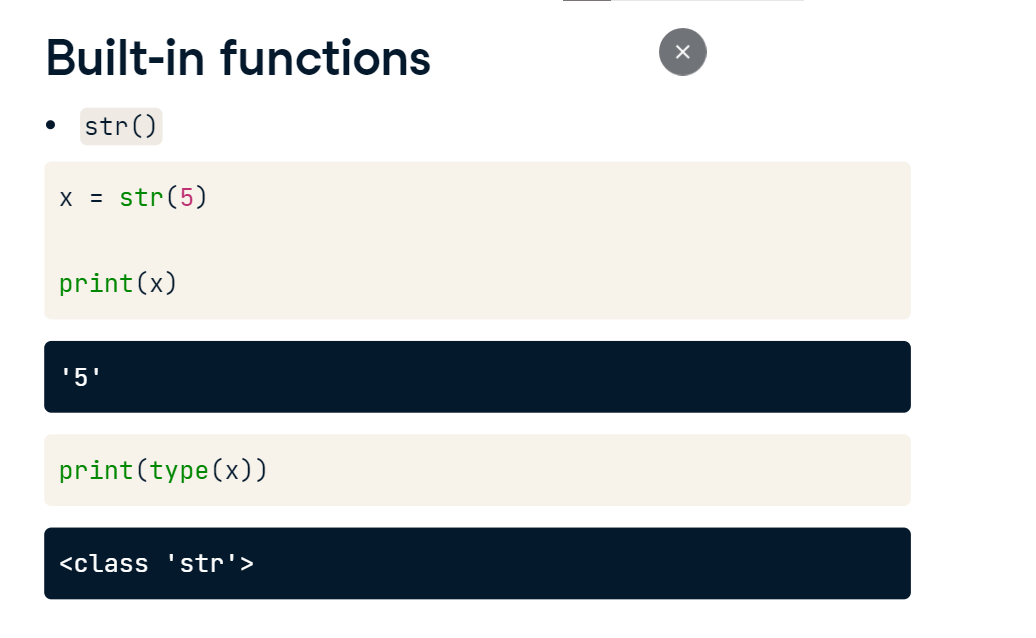 Built-in functions
• str()
x = str(5)
print(x)
'5'
print(type(x))
<class 'str'>